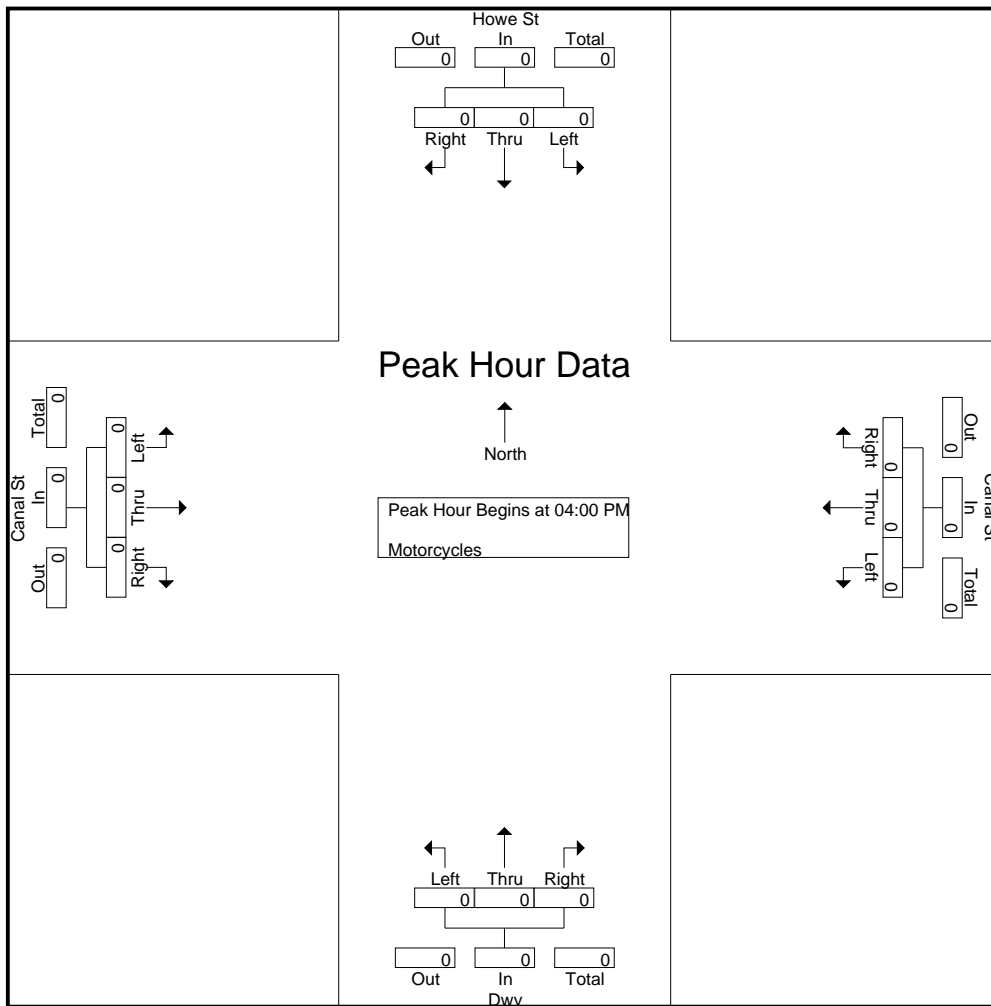 Howe St
Out In Total
0 0 0
0 0 0
Right Thru Left
Peak Hour Data
North
Peak Hour Begins at 04:00 PM
Motorcycles
Canal St
Total In Out
0 0 0
0 0 0
Left Thru Right
Canal St
Out In Total
0 0 0
0 0 0
Right Thru Left
Left Thru Right
0 0 0
0 0 0
Out In Total
Dwy